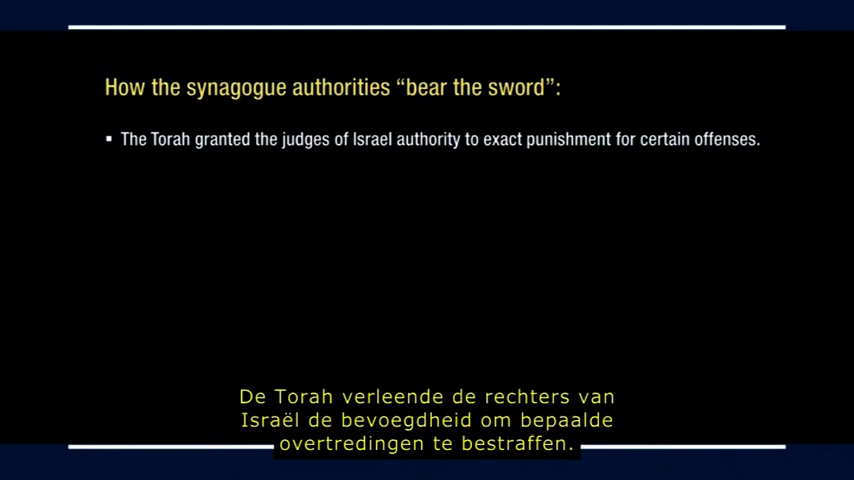 How the synagogue authorities “bear the sword”:
▪ The Torah granted the judges of Israel authority to exact punishment for certain offenses.
De Torah verleende de rechters van
Israël de bevoegdheid om bepaalde
overtredingen te bestraffen.